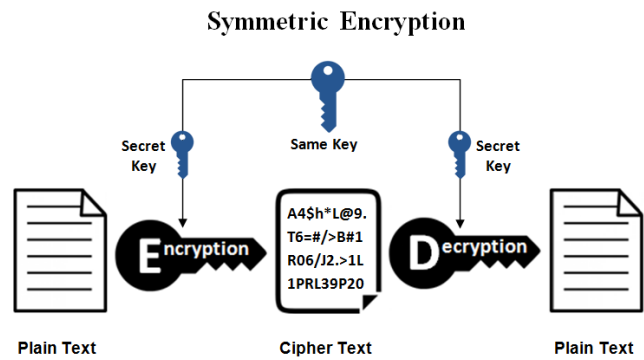 Symmetric Encryption
Secret
Key
Same Key
Secret
Key
A4$h*L@9.
T6=#/>B#1
R06/J2.>1L
1PRL39P20
Encryption
Decryption
Plain Text
Cipher Text
Plain Text